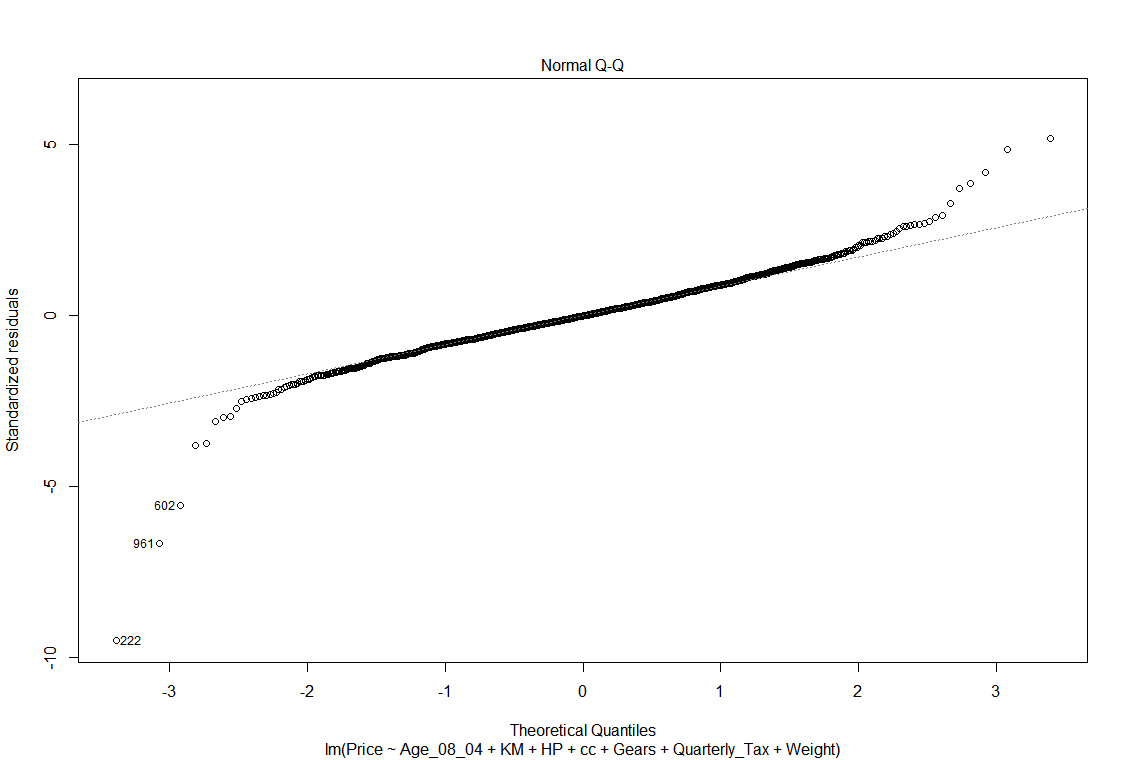 Normal Q-Q
Standardized residuals
5
0
-5
-10
602
961
222
-3 -2 -1 0 1 2 3
Theoretical Quantiles
lm(Price ~ Age_08_04 + KM + HP + cc + Gears + Quarterly_Tax + Weight)